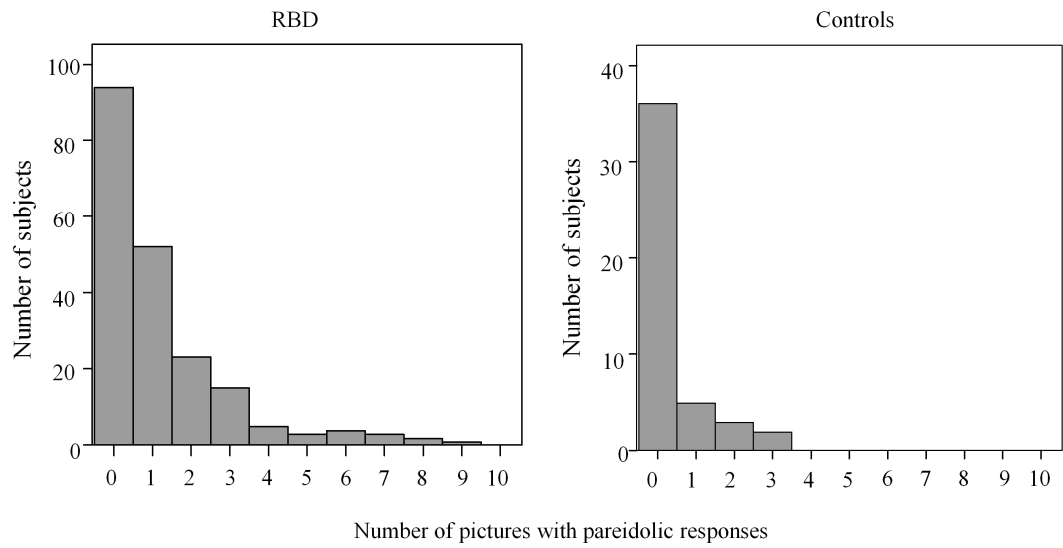 RBD
Number of subjects
100
80
60
40
20
0
0 1 2 3 4 5 6 7 8 9 10
Controls
Number of subjects
40
30
20
10
0
0 1 2 3 4 5 6 7 8 9 10
Number of pictures with pareidolic responses